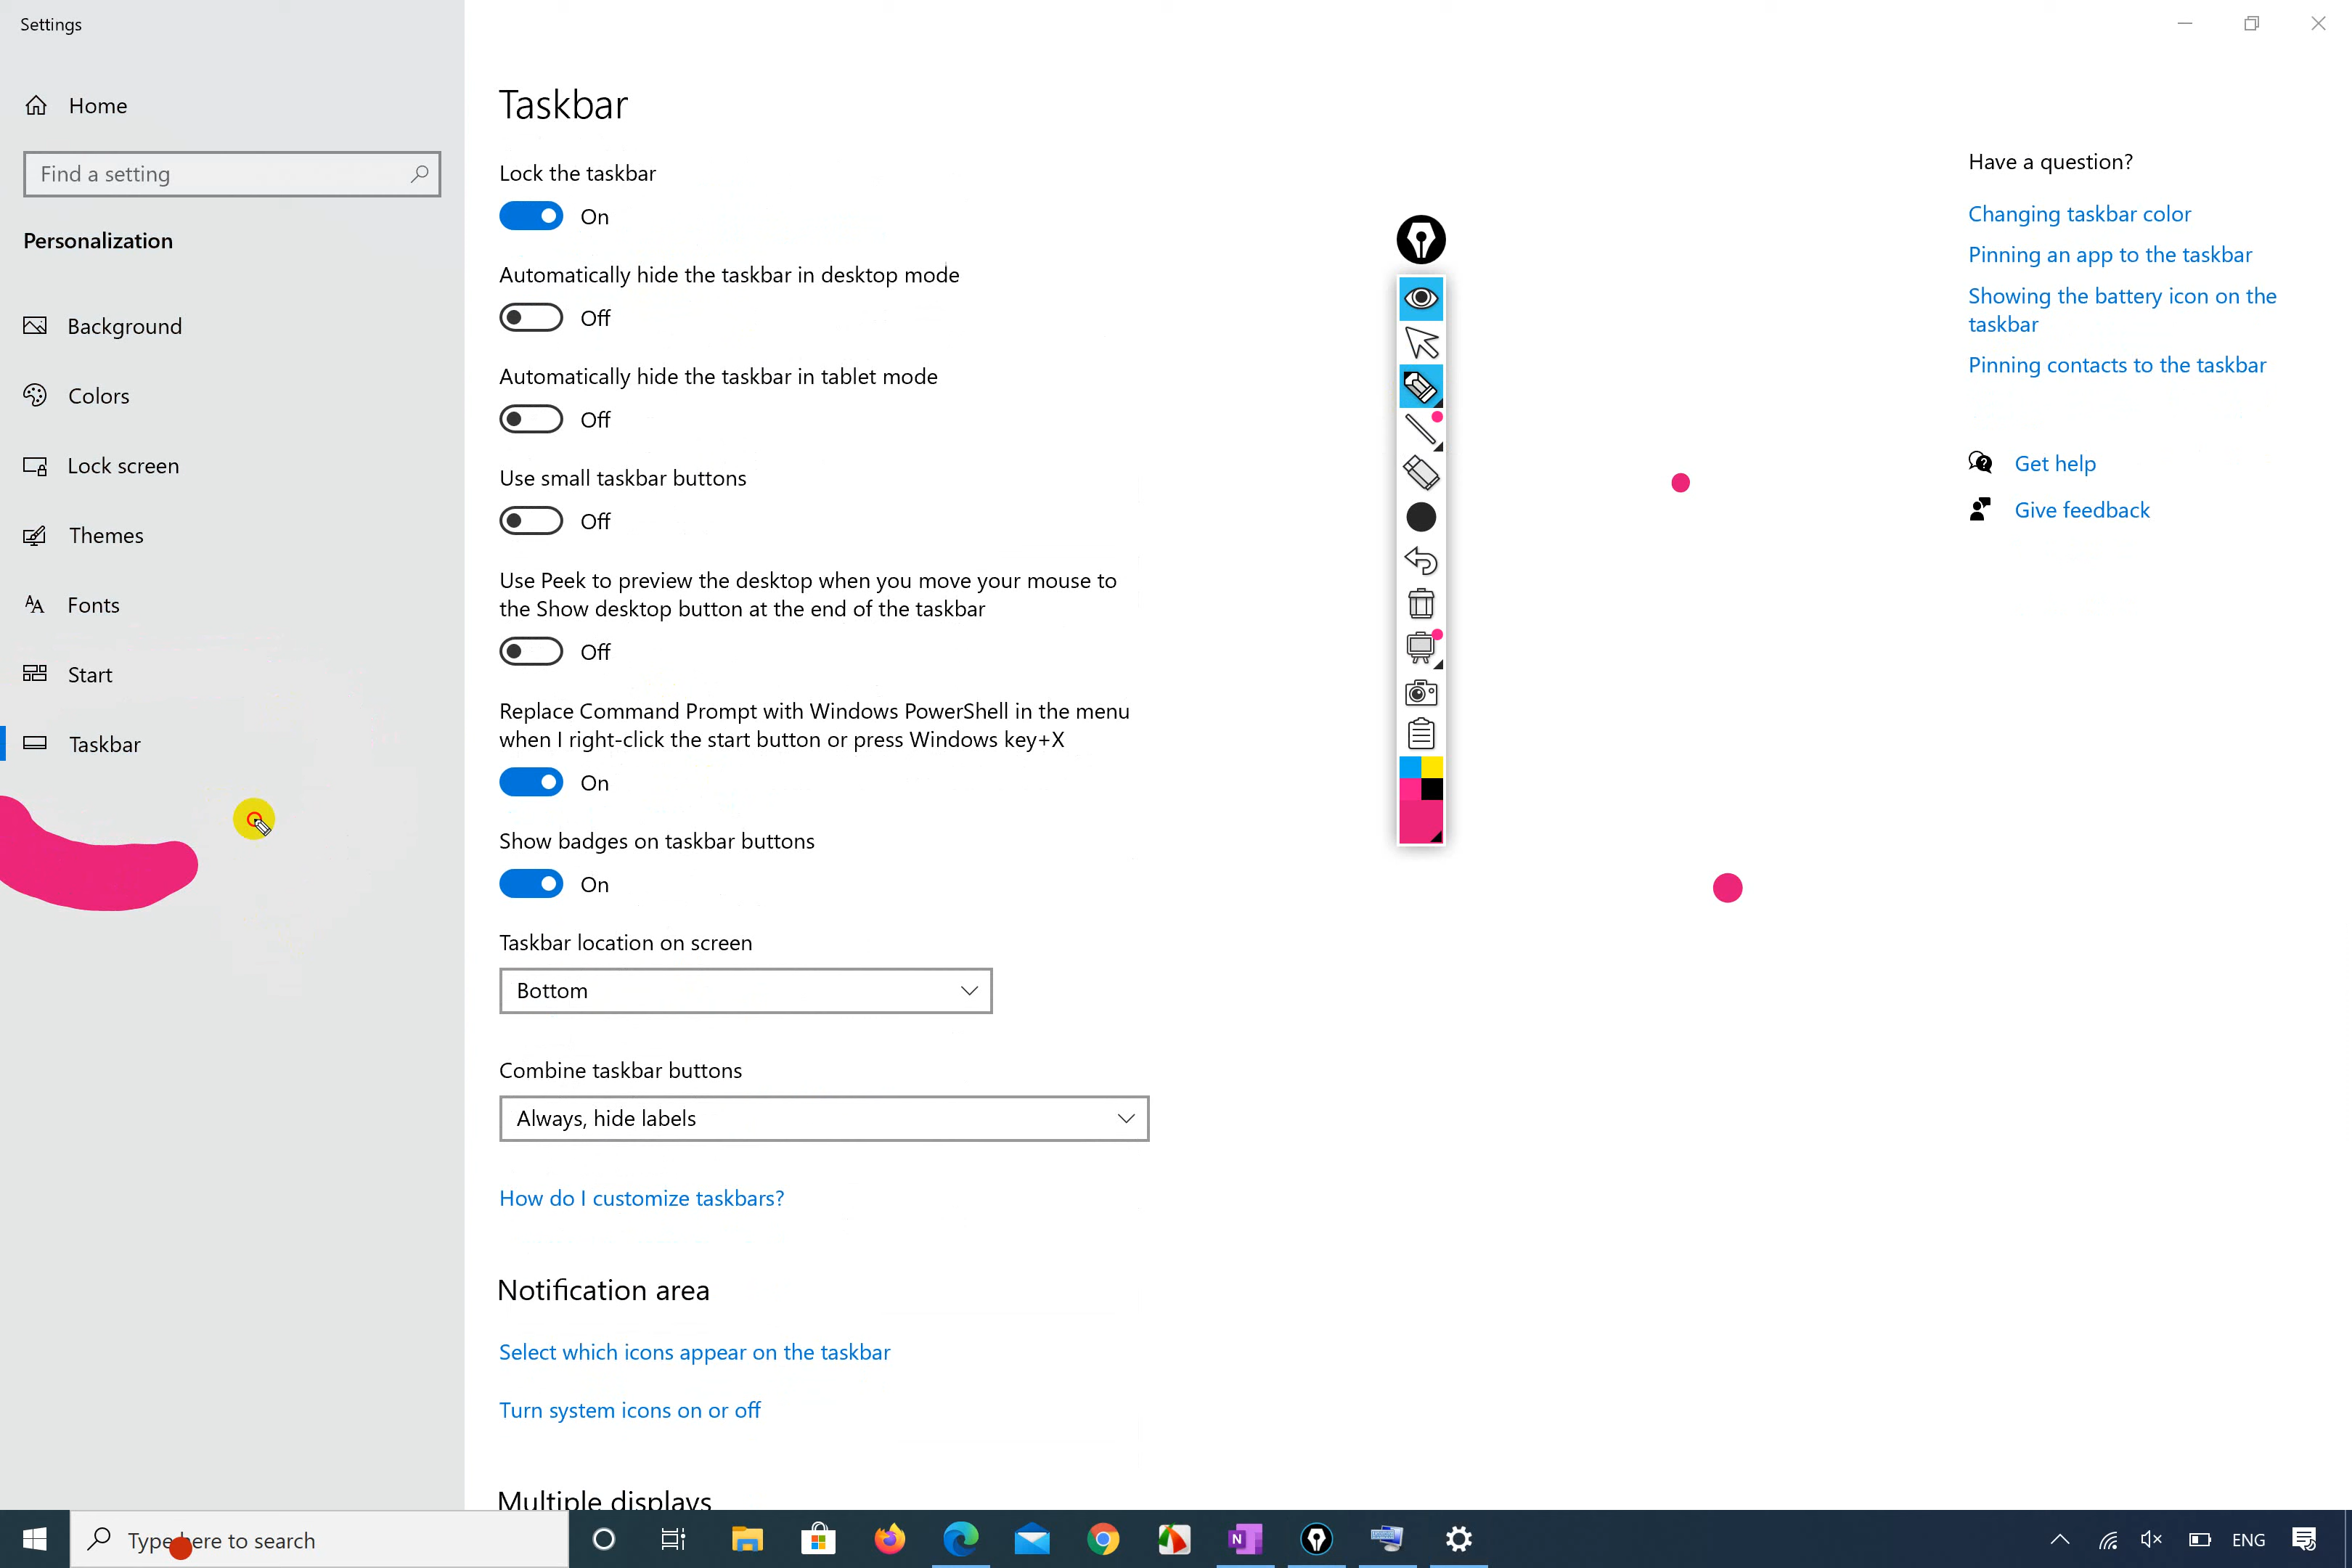 Settings
Home
Find a setting
Personalization
Background
Colors
Lock screen
Themes
Fonts
Start
Taskbar
Taskbar
Lock the taskbar
On
Automatically hide the taskbar in desktop mode
Off
Automatically hide the taskbar in tablet mode
Off
Use small taskbar buttons
Off
Use Peek to preview the desktop when you move your mouse to
the Show desktop button at the end of the taskbar
Off
Replace Command Prompt with Windows PowerShell in the menu
when I right-click the start button or press Windows key+X
On
Show badges on taskbar buttons
On
Taskbar location on screen
Bottom
Combine taskbar buttons
Always, hide labels
How do I customize taskbars?
Notification area
Select which icons appear on the taskbar
Turn system icons on or off
Multiple displays
Have a question?
Changing taskbar color
Pinning an app to the taskbar
Showing the battery icon on the
taskbar
Pinning contacts to the taskbar
Get help
Give feedback
Type here to search
N
ENG